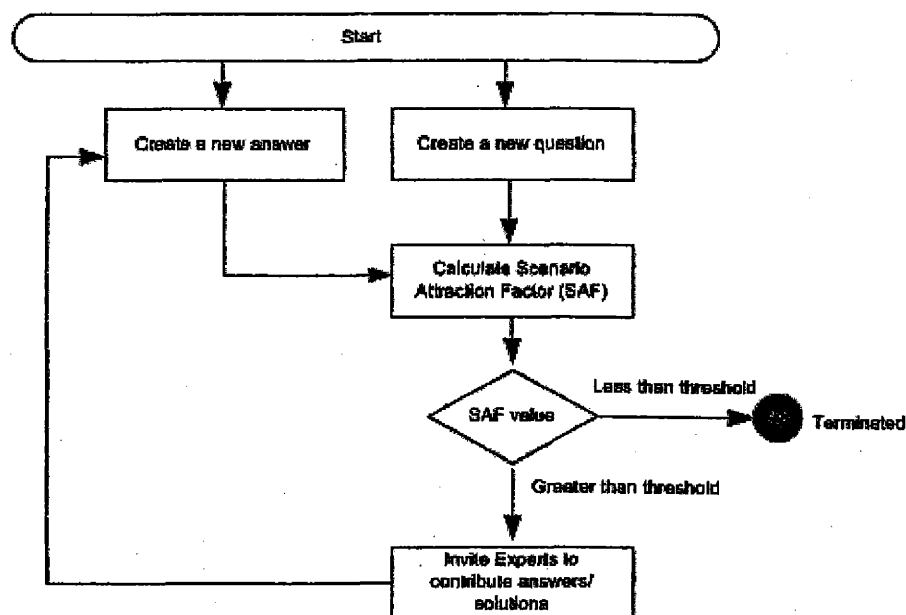 Start
Create a new answer
Create a new question
Calculate Scenario
Attraction Factor (SAF)
SAF value
Less than threshold
Terminated
Greater than threshold
Invite Experts to
contribute answers/
solutions